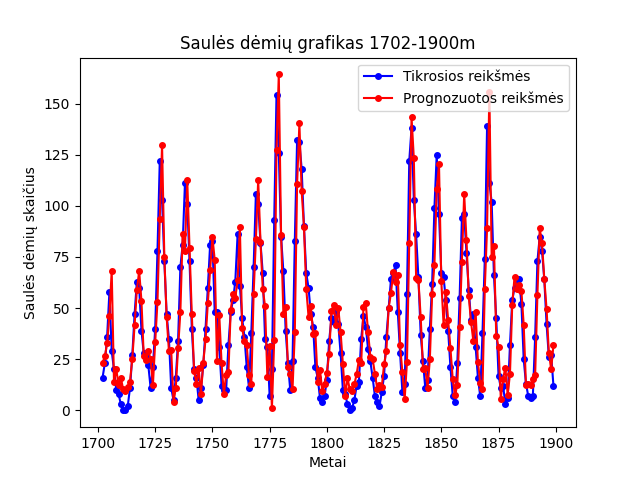 Saulės dėmių grafikas 1702-1900m
Tikrosios reikšmės
Prognozuotos reikšmės
Saulės dėmių skaičius
150
125
100
75
50
25
0
1700 1725 1750 1775 1800 1825 1850 1875 1900
Metai